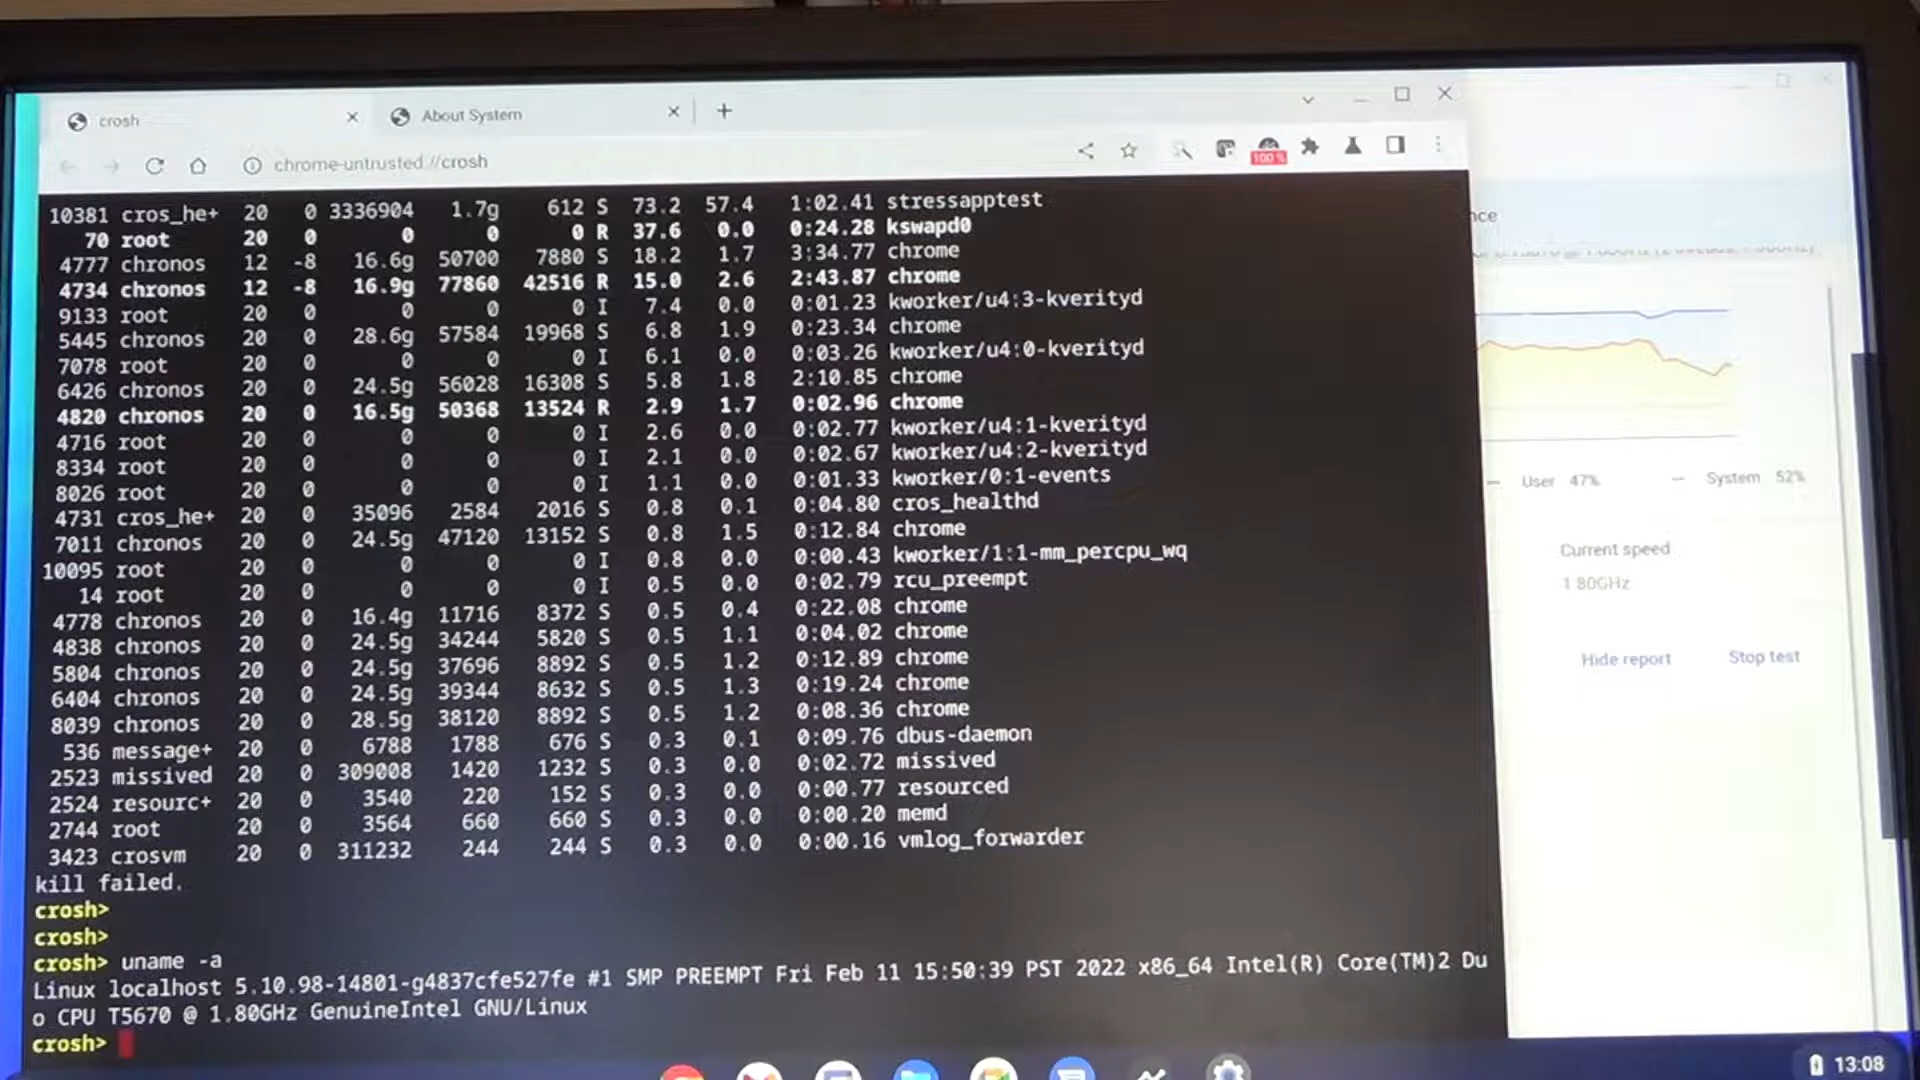 crosh
About System
chrome-untrusted://crosh
100%
10381 cros_he+ 20 0 3336904 1.7g 612 S 73.2 57.4 1:02.41 stressapptest
70 root 20 0 0 0 0 R 37.6 0.0 0:24.28 kswapd0
4777 chronos 12 -8 16.6g 50700 7880 S 18.2 1.7 3:34.77 chrome
4734 chronos 12 -8 16.9g 77860 42516 R 15.0 2.6 2:43.87 chrome
9133 root 20 0 0 0 0 I 7.4 0.0 0:01.23 kworker/u4:3-kverityd
5445 chronos 20 0 28.6g 57584 19968 S 6.8 1.9 0:23.34 chrome
7078 root 20 0 0 0 0 I 6.1 0.0 0:03.26 kworker/u4:0-kverityd
6426 chronos 20 0 24.5g 56028 16308 S 5.8 1.8 2:10.85 chrome
4820 chronos 20 0 16.5g 50368 13524 R 2.9 1.7 0:02.96 chrome
4716 root 20 0 0 0 0 I 2.6 0.0 0:02.77 kworker/u4:1-kverityd
8334 root 20 0 0 0 0 I 2.1 0.0 0:02.67 kworker/u4:2-kverityd
8026 root 20 0 0 0 0 I 1.1 0.0 0:01.33 kworker/0:1-events
4731 cros_he+ 20 0 35096 2584 2016 S 0.8 0.1 0:04.80 cros_healthd
7011 chronos 20 0 24.5g 47120 13152 S 0.8 1.5 0:12.84 chrome
10095 root 20 0 0 0 0 I 0.8 0.0 0:00.43 kworker/1:1-mm_percpu_wq
14 root 20 0 0 0 0 I 0.5 0.0 0:02.79 rcu_preempt
4778 chronos 20 0 16.4g 11716 8372 S 0.5 0.4 0:22.08 chrome
4838 chronos 20 0 24.5g 34244 5820 S 0.5 1.1 0:04.02 chrome
5804 chronos 20 0 24.5g 37696 8892 S 0.5 1.2 0:12.89 chrome
6404 chronos 20 0 24.5g 39344 8632 S 0.5 1.3 0:19.24 chrome
8039 chronos 20 0 28.5g 38120 8892 S 0.5 1.2 0:08.36 chrome
536 message+ 20 0 6788 1788 676 S 0.3 0.1 0:09.76 dbus-daemon
2523 missived 20 0 309008 1420 1232 S 0.3 0.0 0:02.72 missived
2524 resourc+ 20 0 3540 220 152 S 0.3 0.0 0:00.77 resourced
2744 root 20 0 3564 660 660 S 0.3 0.0 0:00.20 memd
3423 crosvm 20 0 311232 244 244 S 0.3 0.0 0:00.16 vmlog_forwarder
kill failed.
crosh>
crosh>
crosh> uname -a
Linux localhost 5.10.98-14801-g4837cfe527fe #1 SMP PREEMPT Fri Feb 11 15:50:39 PST 2022 x86_64 Intel(R) Core(TM)2 Du
o CPU T5670 @ 1.80GHz GenuineIntel GNU/Linux
crosh>
nce
User 47% System 52%
Current speed
1.80GHz
Hide report Stop test
13:08